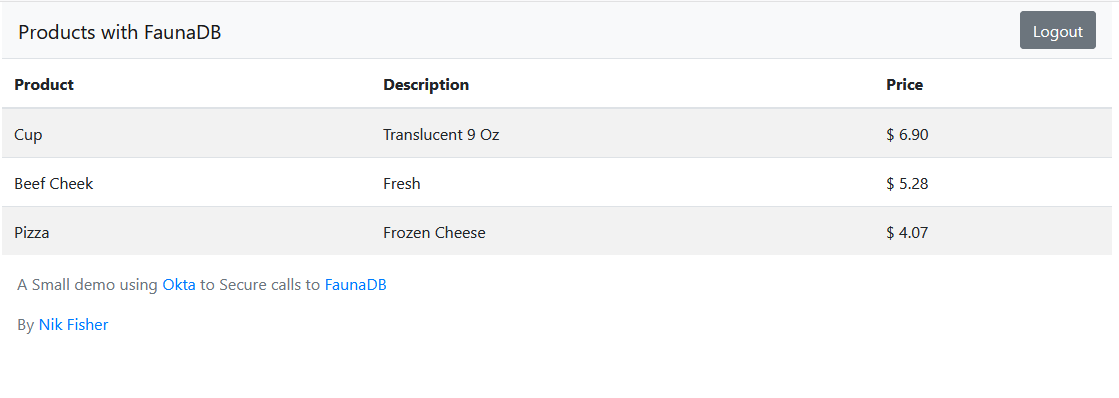 Products with FaunaDB Logout
Product Description Price
Cup Translucent 9 Oz $ 6.90
Beef Cheek Fresh $ 5.28
Pizza Frozen Cheese $ 4.07
A Small demo using Okta to Secure calls to FaunaDB
By Nik Fisher